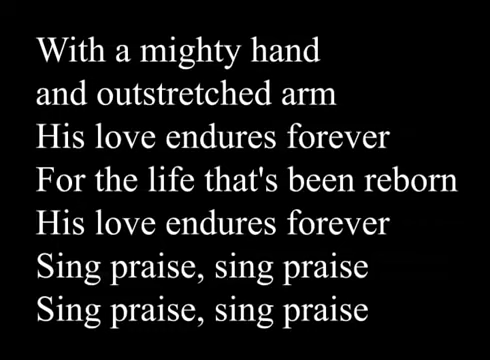 With a mighty hand
and outstretched arm
His love endures forever
For the life that's been reborn
His love endures forever
Sing praise, sing praise
Sing praise, sing praise